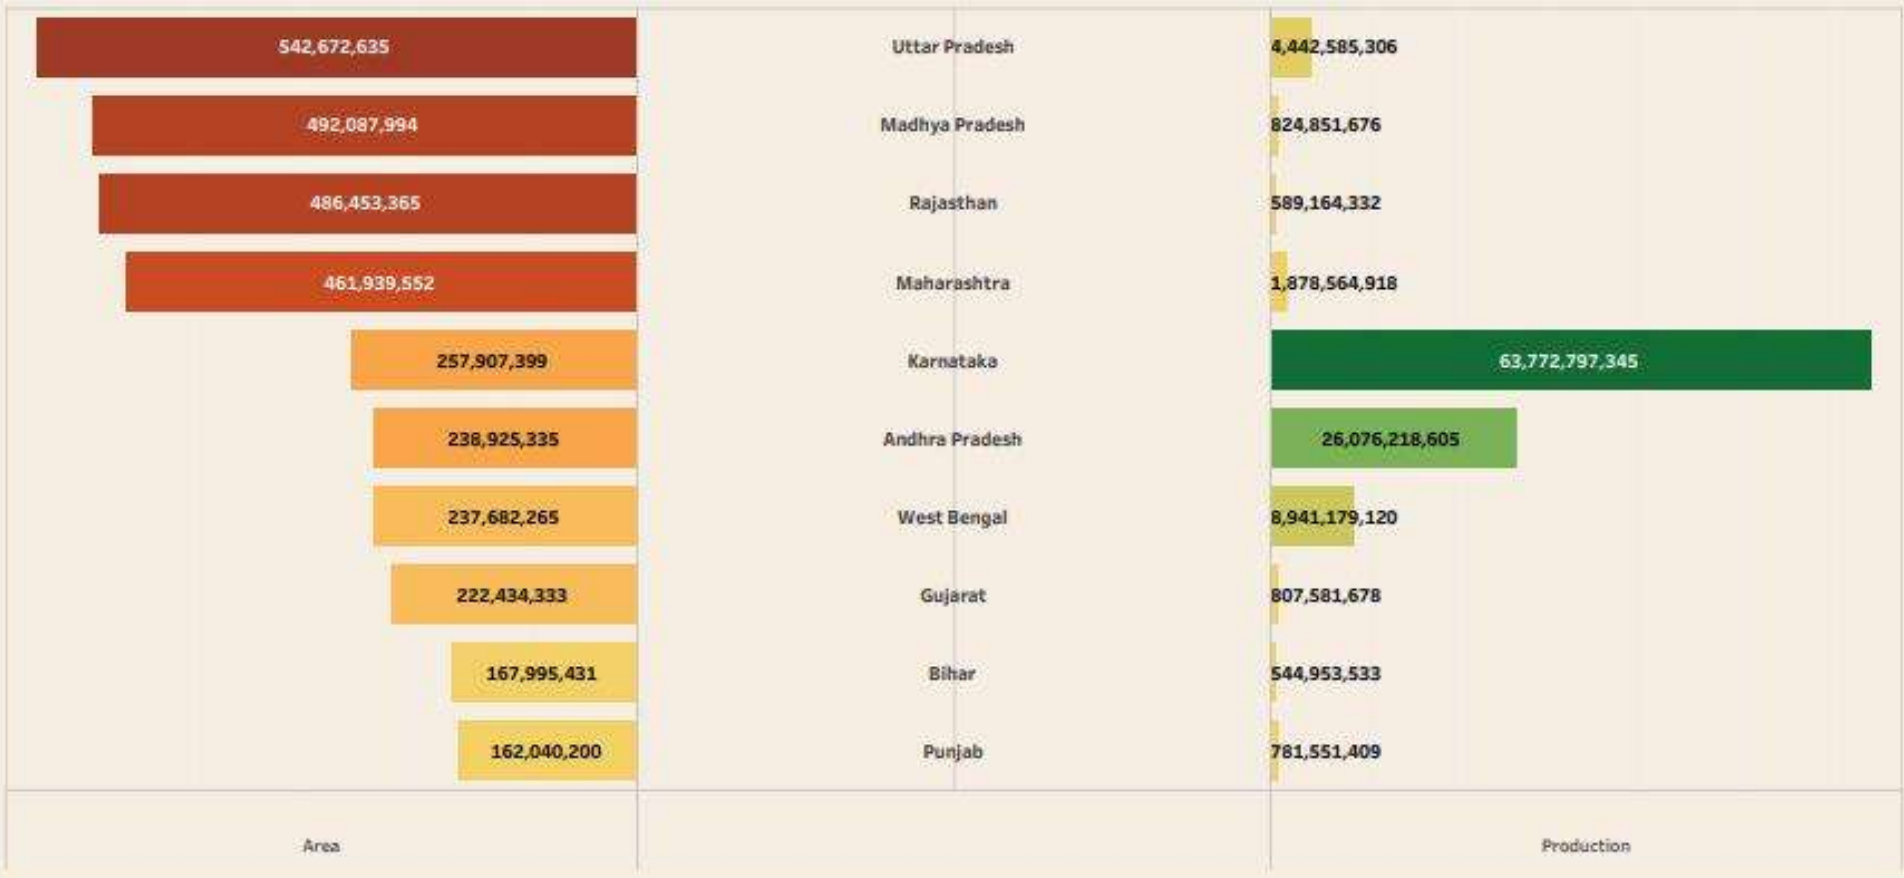 542,672,635 Uttar Pradesh 4,442,585,306
492,087,994 Madhya Pradesh 824,851,676
486,453,365 Rajasthan 589,164,332
461,939,552 Maharashtra 1,878,564,918
257,907,399 Karnataka 63,772,797,345
238,925,335 Andhra Pradesh 26,076,218,605
237,682,265 West Bengal 8,941,179,120
222,434,333 Gujarat 807,581,678
167,995,431 Bihar 544,953,533
162,040,200 Punjab 781,551,409
Area Production